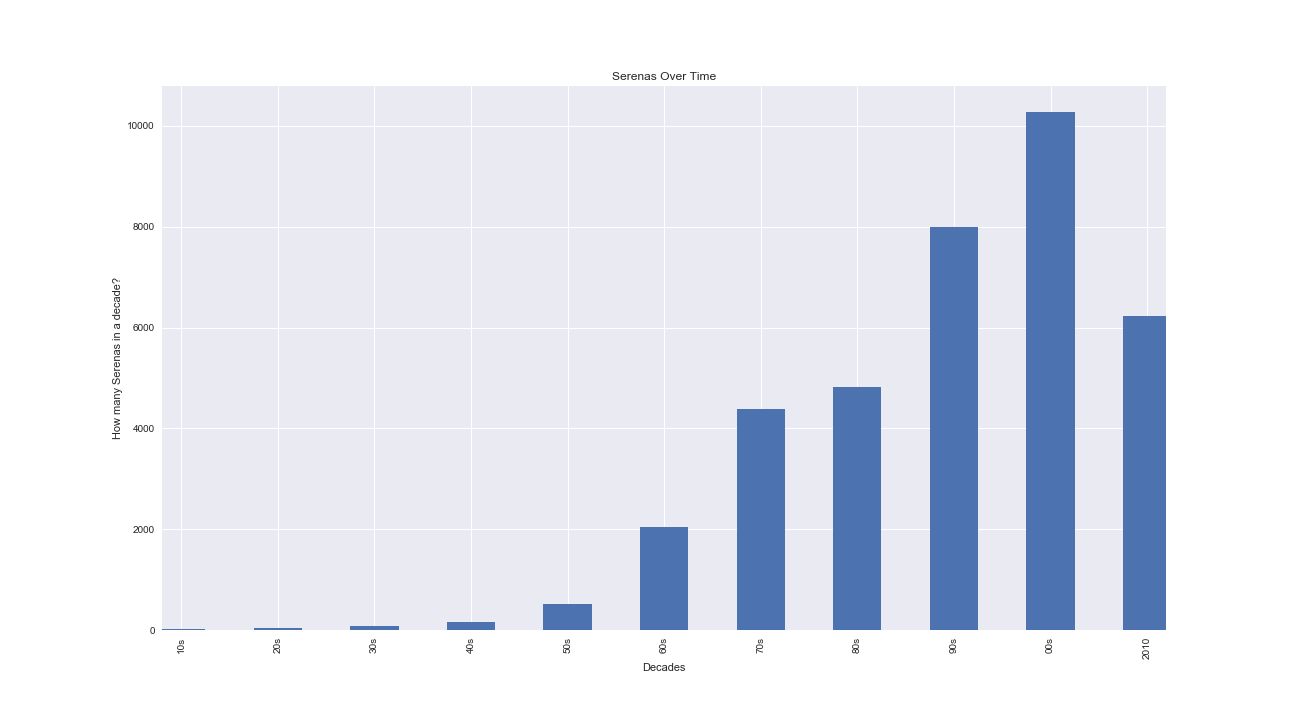 Serenas Over Time
How many Serenas in a decade?
10000
8000
6000
4000
2000
0
10s
20s
30s
40s
50s
60s
70s
80s
90s
00s
2010
Decades